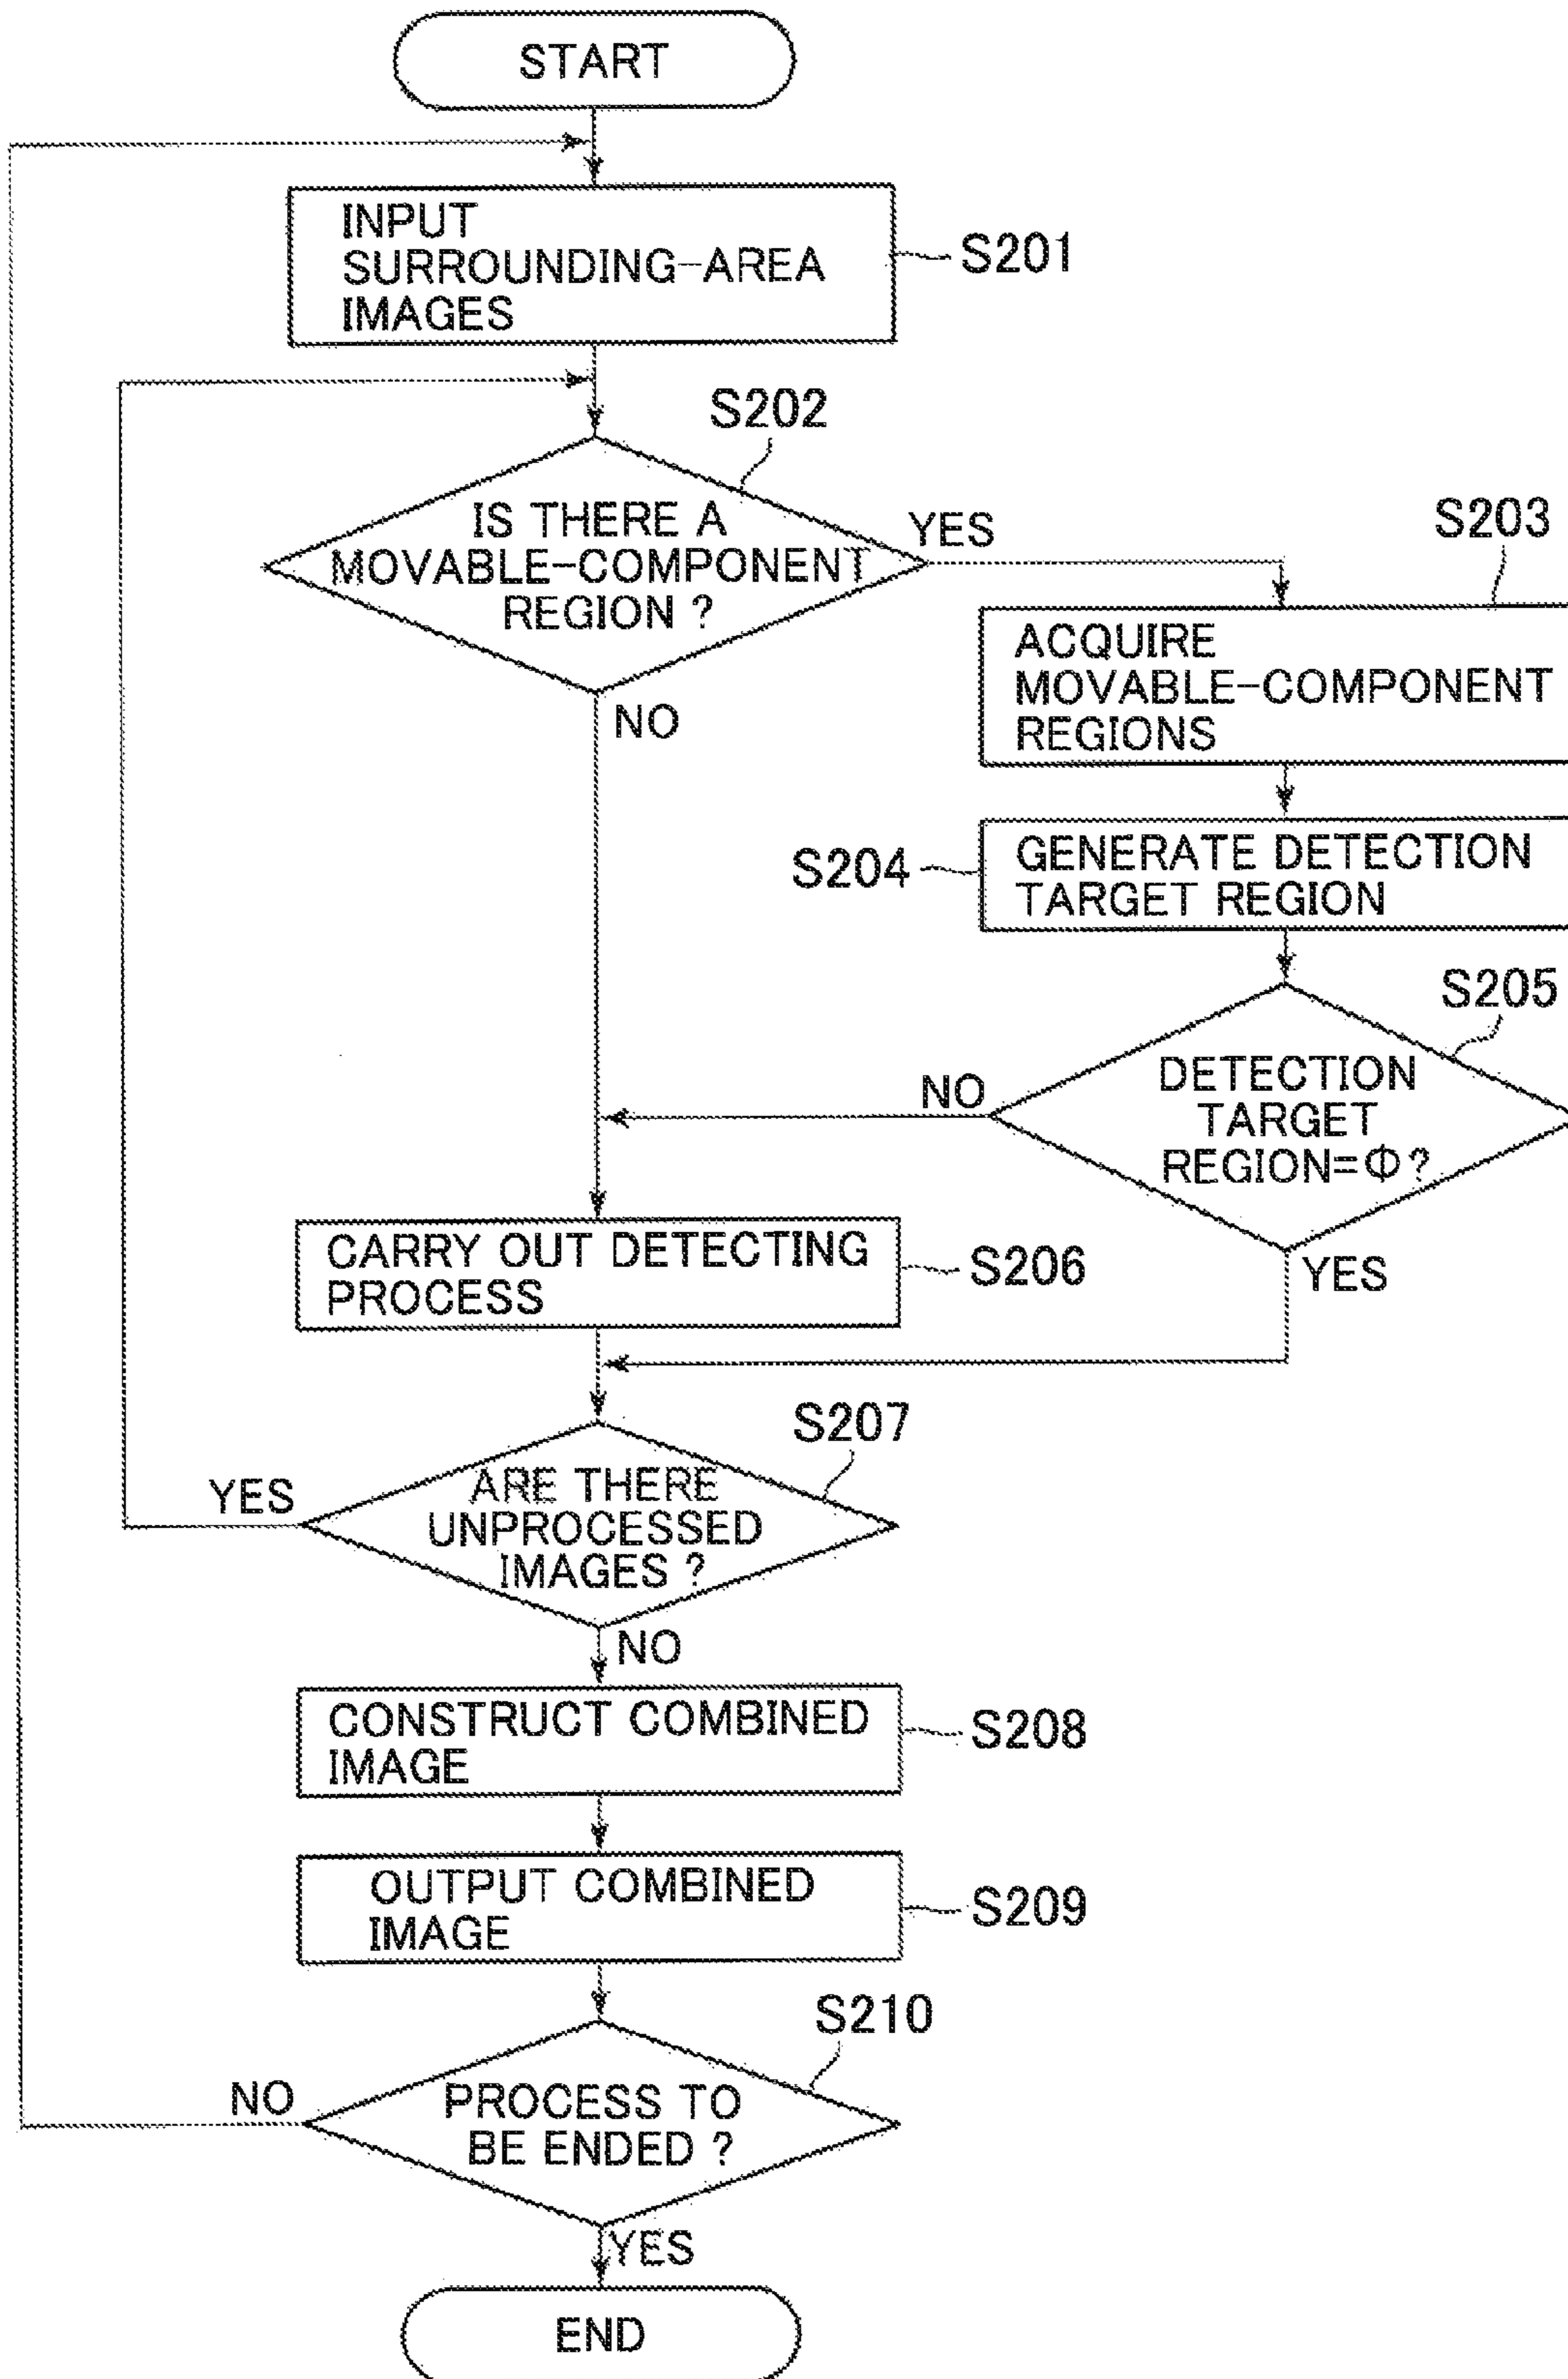 START
INPUT
SURROUNDING-AREA
IMAGES
S201
S202
IS THERE A
MOVABLE-COMPONENT
REGION ?
YES
NO
S203
ACQUIRE
MOVABLE-COMPONENT
REGIONS
S204
GENERATE DETECTION
TARGET REGION
S205
DETECTION
TARGET
REGION=Φ?
NO
YES
CARRY OUT DETECTING
PROCESS
S206
S207
ARE THERE
UNPROCESSED
IMAGES ?
YES
NO
CONSTRUCT COMBINED
IMAGE
S208
OUTPUT COMBINED
IMAGE
S209
S210
PROCESS TO
BE ENDED ?
NO
YES
END